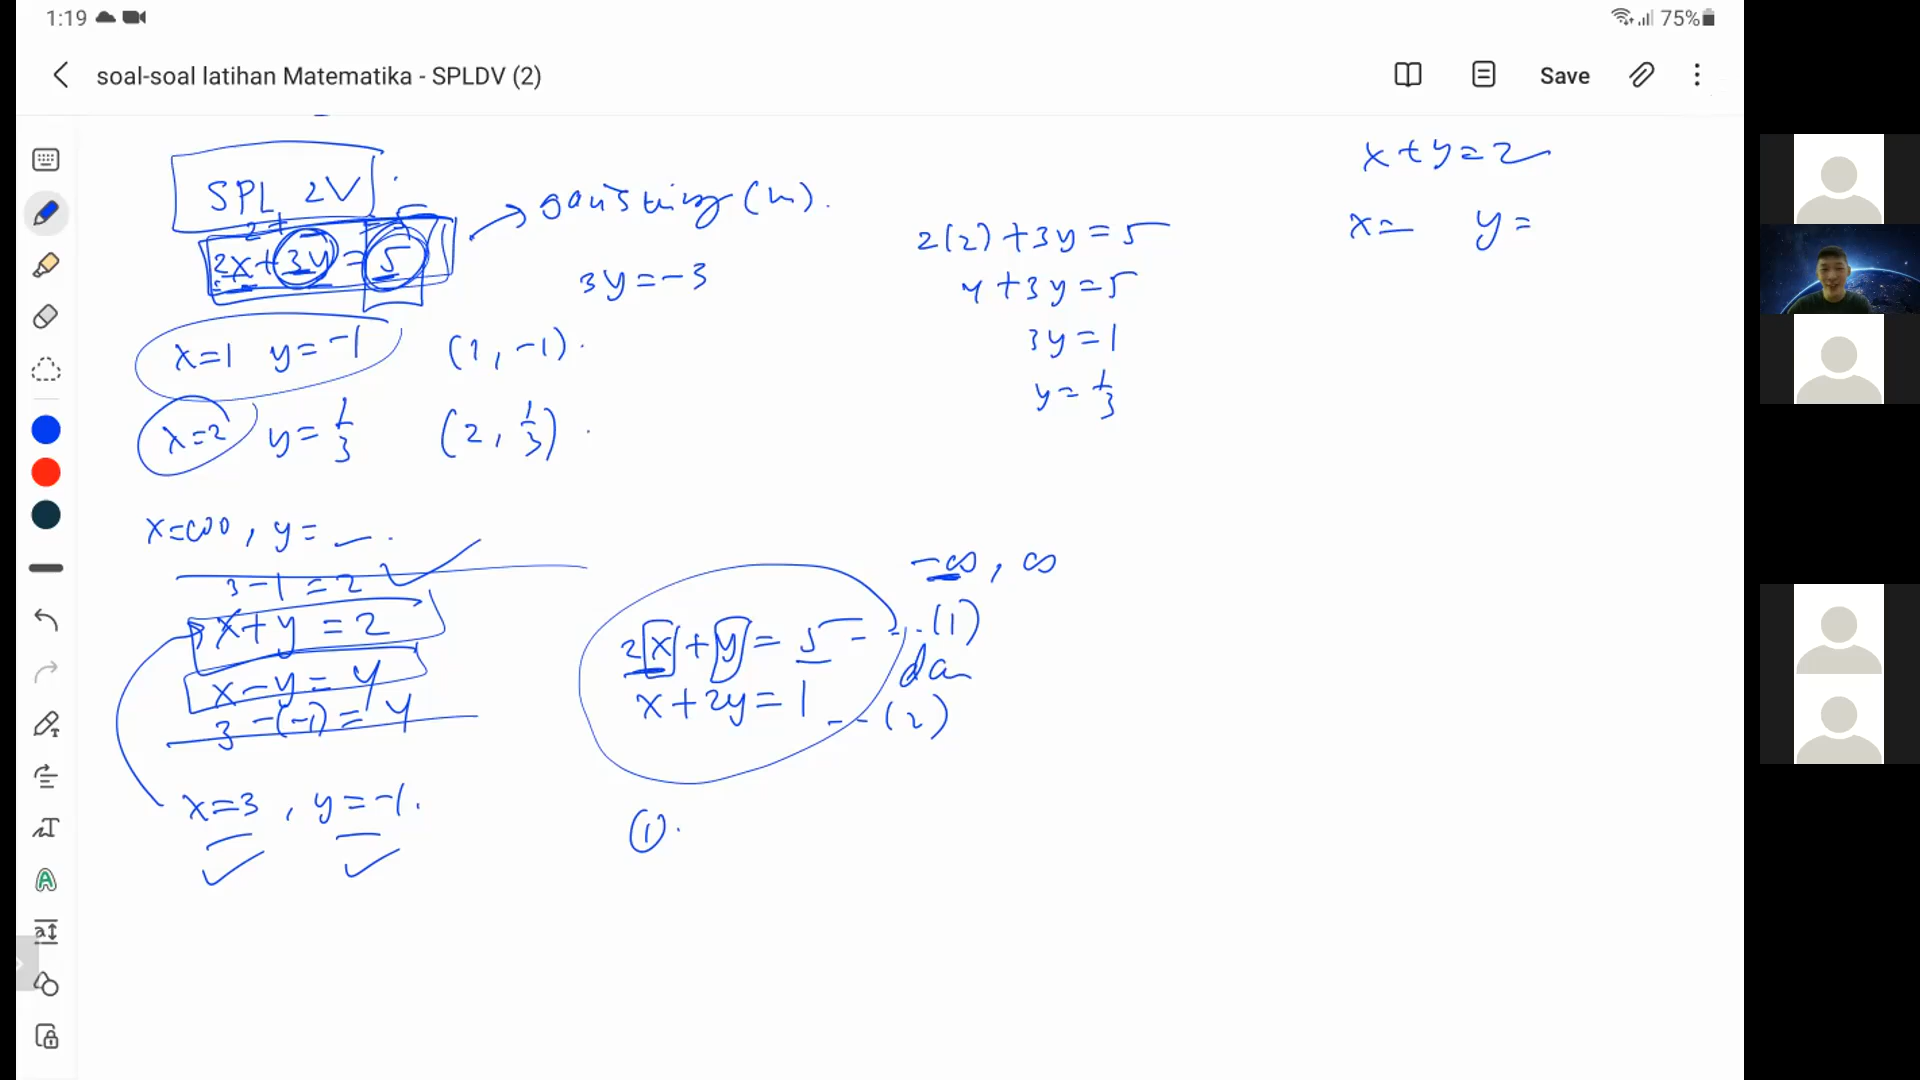 1:19
75%
soal-soal latihan Matematika - SPLDV (2)
Save
SPL 2V
2x+3y=5
3y=-3
x=1 y=-1 (1, -1).
x=2 y=1/3 (2, 1/3)
x=100, y=
3-1=2
x+y=2
x-y=4
3-(-1)=4
x=3, y=-1.
2(2)+3y=5
4+3y=5
3y=1
y=1/3
x+y=2
x= y=
-∞, ∞
2x+y=5 --.(1)
dan
x+2y=1 --(2)
(1).